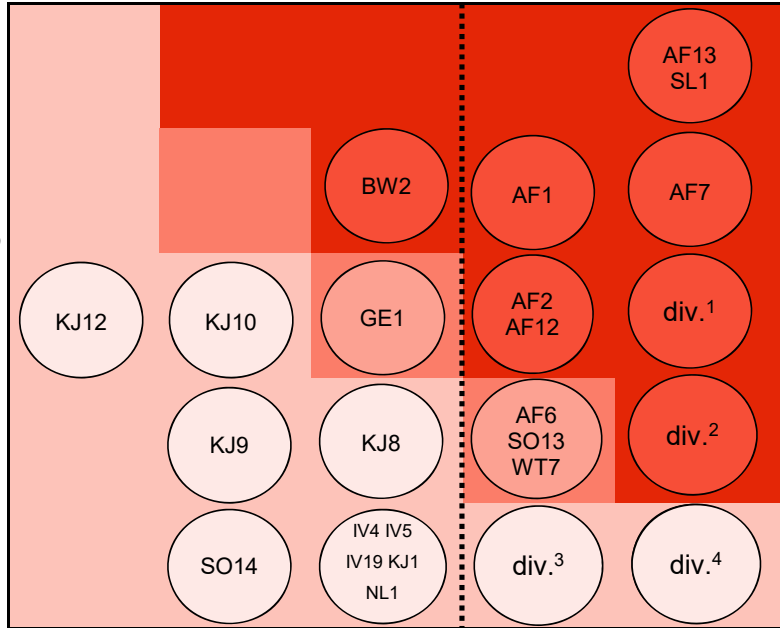 AF13
SL1
BW2
AF1
AF7
KJ12
KJ10
GE1
AF2
AF12
div.¹
KJ9
KJ8
AF6
SO13
WT7
div.²
SO14
IV4 IV5
IV19 KJ1
NL1
div.³
div.⁴